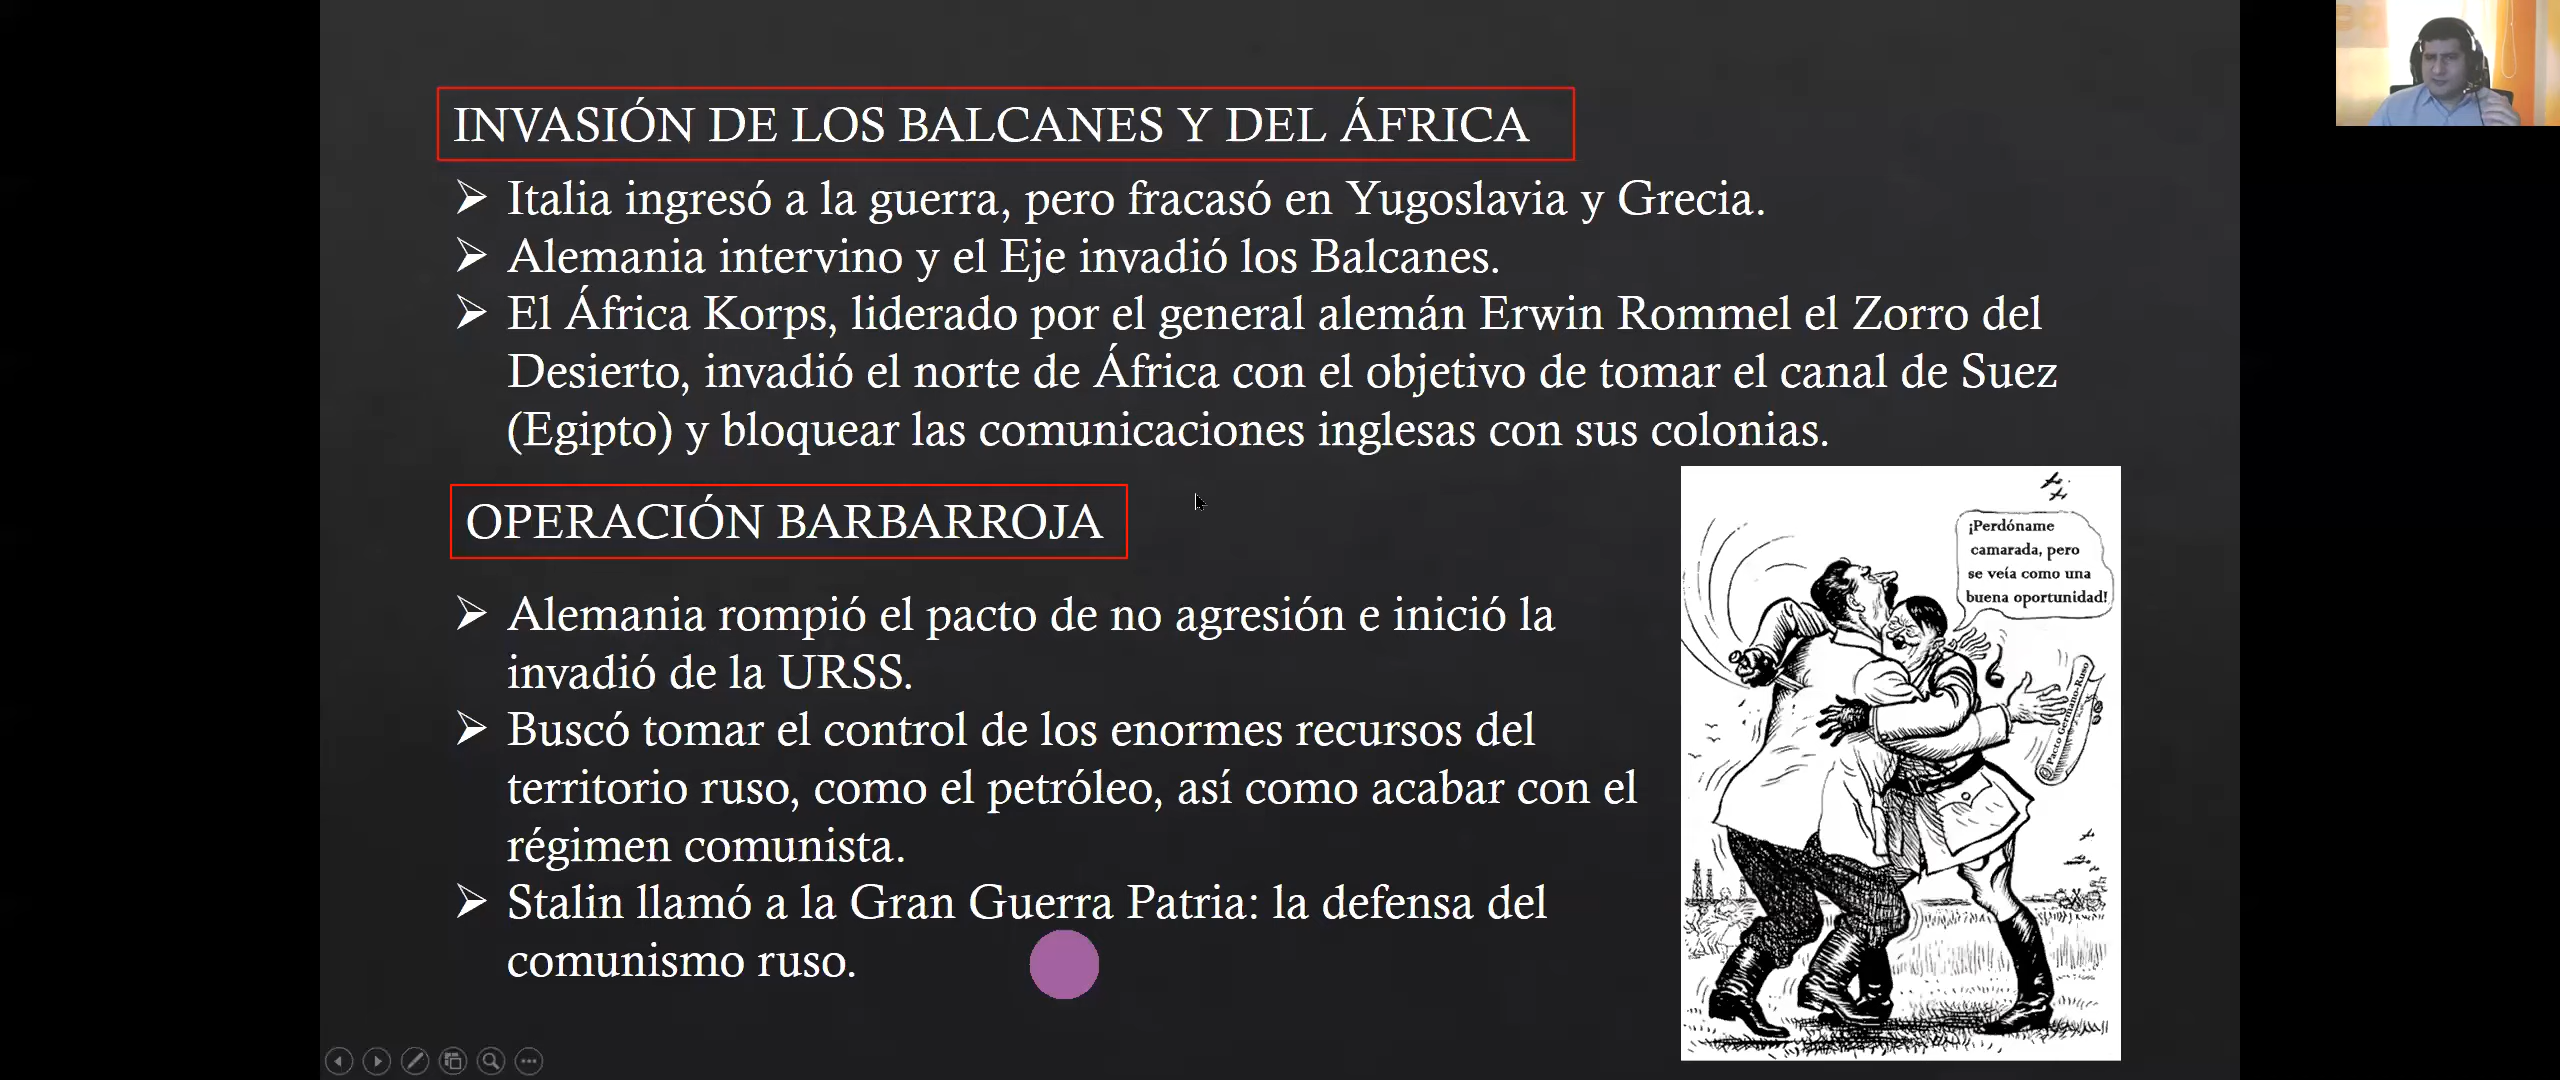 INVASIÓN DE LOS BALCANES Y DEL ÁFRICA
Italia ingresó a la guerra, pero fracasó en Yugoslavia y Grecia.
Alemania intervino y el Eje invadió los Balcanes.
El África Korps, liderado por el general alemán Erwin Rommel el Zorro del
Desierto, invadió el norte de África con el objetivo de tomar el canal de Suez
(Egipto) y bloquear las comunicaciones inglesas con sus colonias.
OPERACIÓN BARBARROJA
Alemania rompió el pacto de no agresión e inició la
invadió de la URSS.
Buscó tomar el control de los enormes recursos del
territorio ruso, como el petróleo, así como acabar con el
régimen comunista.
Stalin llamó a la Gran Guerra Patria: la defensa del
comunismo ruso.
¡Perdóname
camarada, pero
se veía como una
buena oportunidad!
Pacto Germano-Ruso